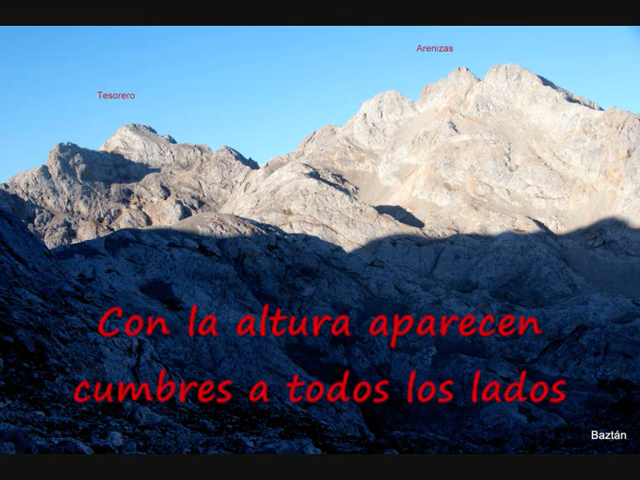 Arenizas
Tesorero
Con la altura aparecen
cumbres a todos los lados
Baztán